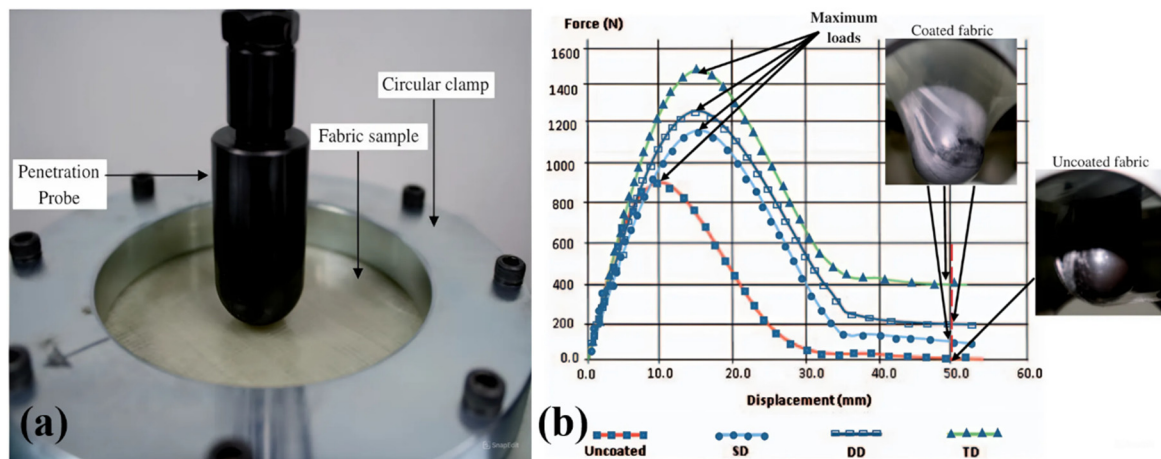 Circular clamp
Fabric sample
Penetration
Probe
(a)
Force (N)
Maximum
loads
Coated fabric
Uncoated fabric
1600
1400
1200
1000
800
600
400
200
0.0
0.0
10.0
20.0
30.0
40.0
50.0
60.0
Displacement (mm)
(b)
Uncoated
SD
DD
TD